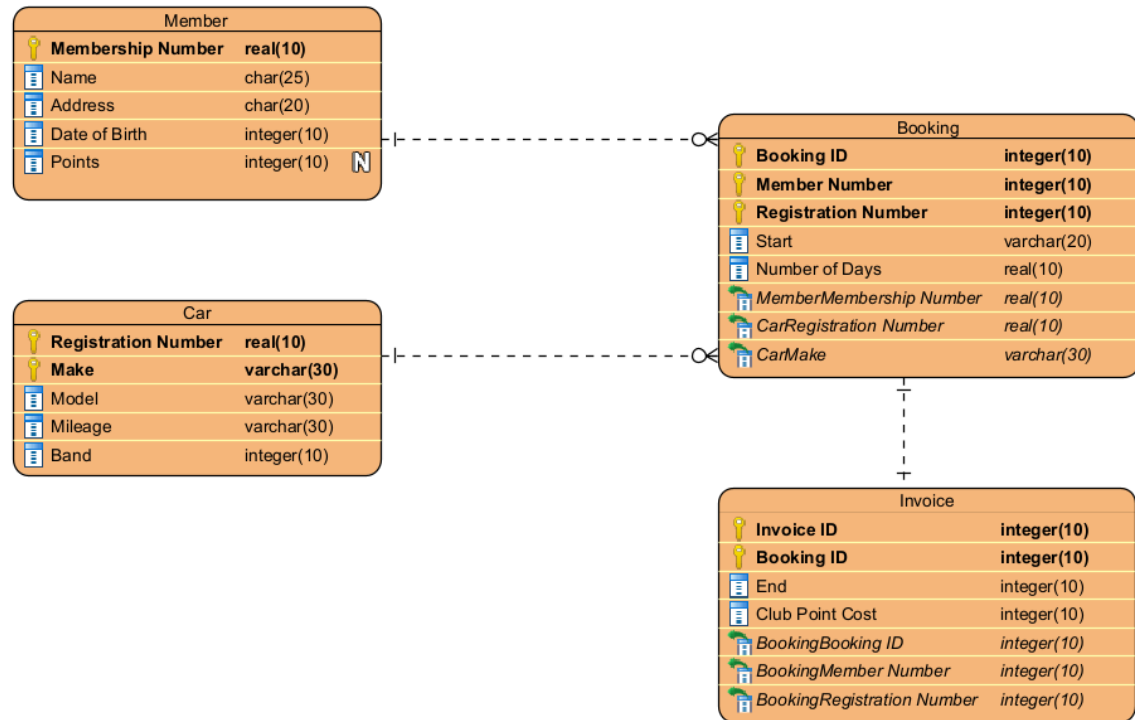 Member
Membership Number real(10)
Name char(25)
Address char(20)
Date of Birth integer(10)
Points integer(10) N
Booking
Booking ID integer(10)
Member Number integer(10)
Registration Number integer(10)
Start varchar(20)
Number of Days real(10)
MemberMembership Number real(10)
CarRegistration Number real(10)
CarMake varchar(30)
Car
Registration Number real(10)
Make varchar(30)
Model varchar(30)
Mileage varchar(30)
Band integer(10)
Invoice
Invoice ID integer(10)
Booking ID integer(10)
End integer(10)
Club Point Cost integer(10)
BookingBooking ID integer(10)
BookingMember Number integer(10)
BookingRegistration Number integer(10)